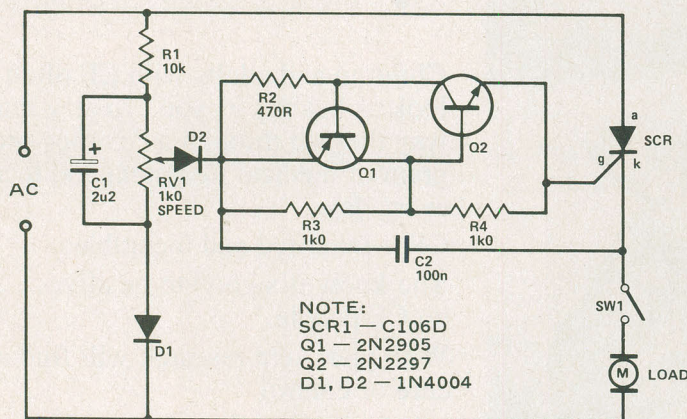 R1
10k
R2
470R
Q1
Q2
a
SCR
g
k
AC
+
C1
2u2
D2
RV1
1k0
SPEED
R3
1k0
R4
1k0
C2
100n
SW1
D1
NOTE:
SCR1 — C106D
Q1 — 2N2905
Q2 — 2N2297
D1, D2 — 1N4004
M
LOAD